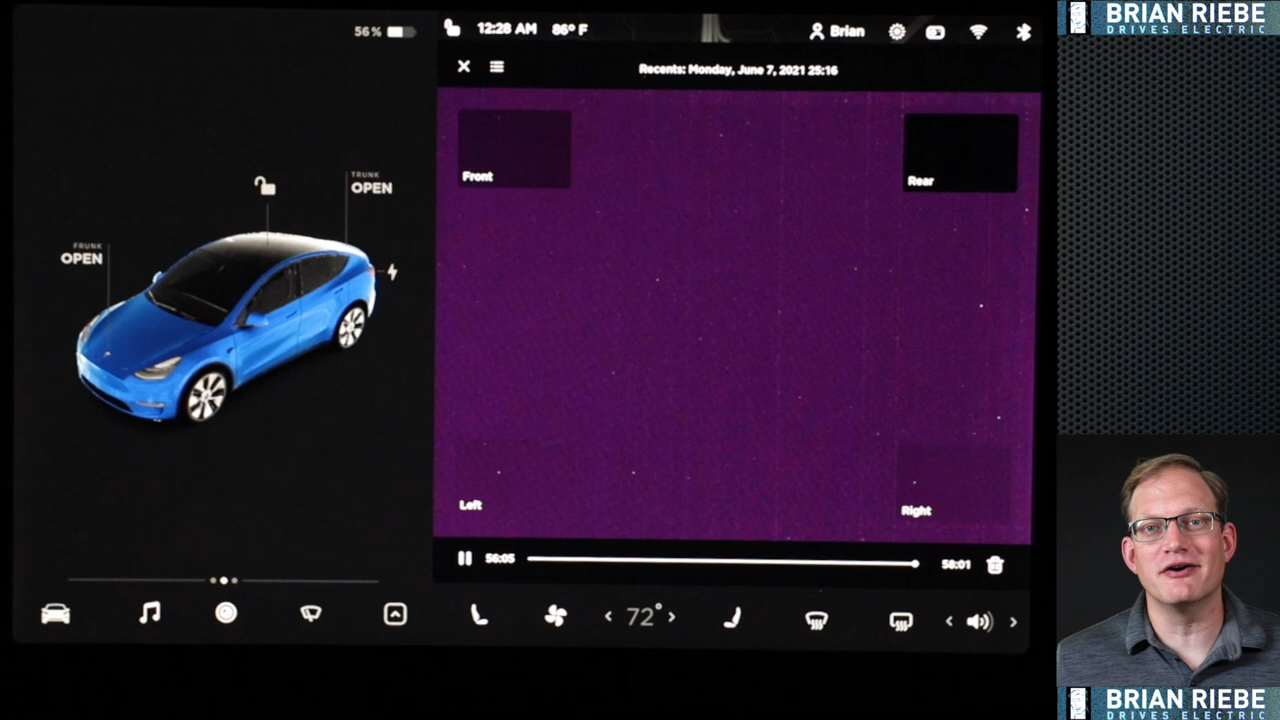 BRIAN RIEBE
DRIVES ELECTRIC
56 %
12:28 AM 86° F
Brian
Recents: Monday, June 7, 2021 25:16
Front
Rear
TRUNK
OPEN
FRUNK
OPEN
Left
Right
56:05
58:01
72°
BRIAN RIEBE
DRIVES ELECTRIC